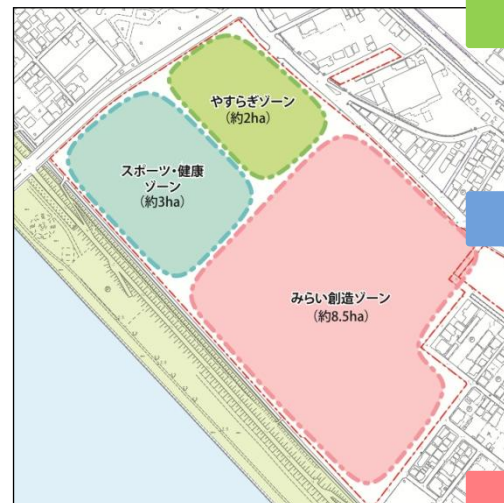 やすらぎゾーン
(約2ha)
スポーツ・健康
ゾーン
(約3ha)
みらい創造ゾーン
(約8.5ha)